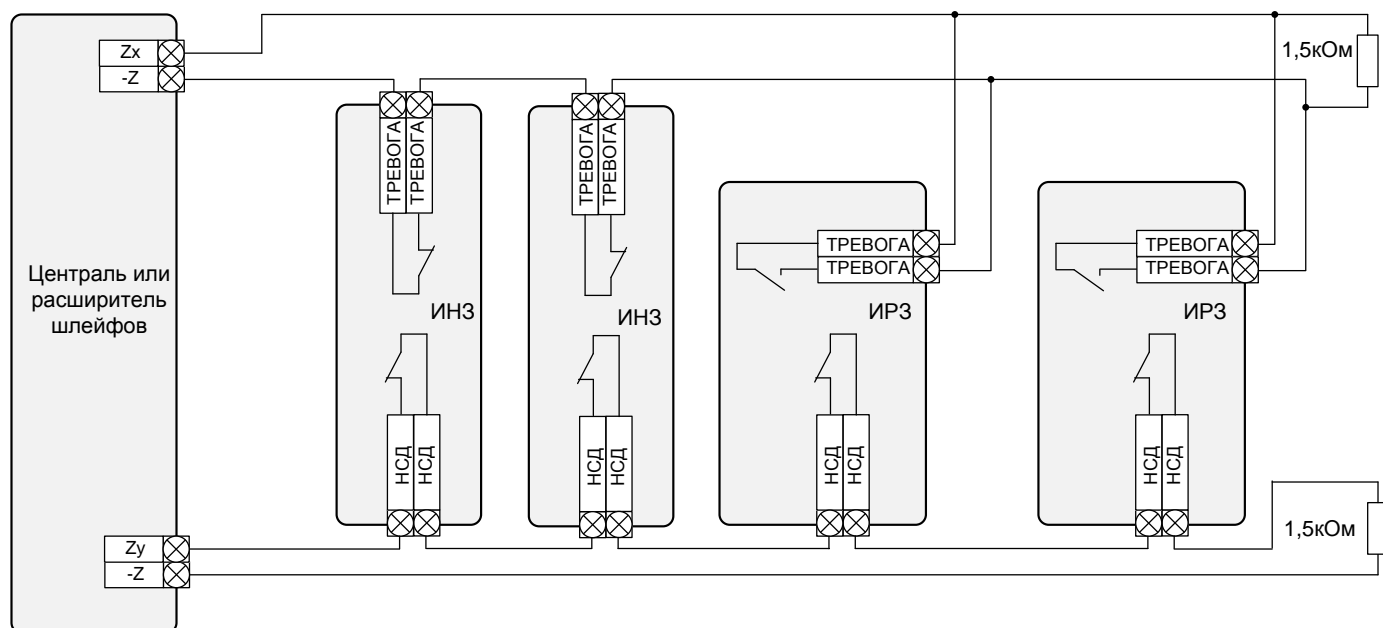 Zx
-Z
1,5кОм
ТРЕВОГА
ТРЕВОГА
ТРЕВОГА
ТРЕВОГА
ТРЕВОГА
ТРЕВОГА
ТРЕВОГА
ТРЕВОГА
Централь или
расширитель
шлейфов
ИНЗ
ИНЗ
ИРЗ
ИРЗ
НСД
НСД
НСД
НСД
НСД
НСД
НСД
НСД
1,5кОм
Zy
-Z